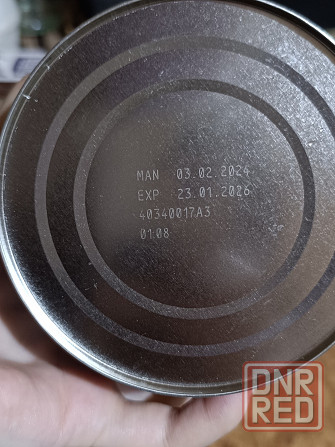 MAN 03.02.2024
EXP 23.01.2026
40340017A3
01:08
DNR
RED